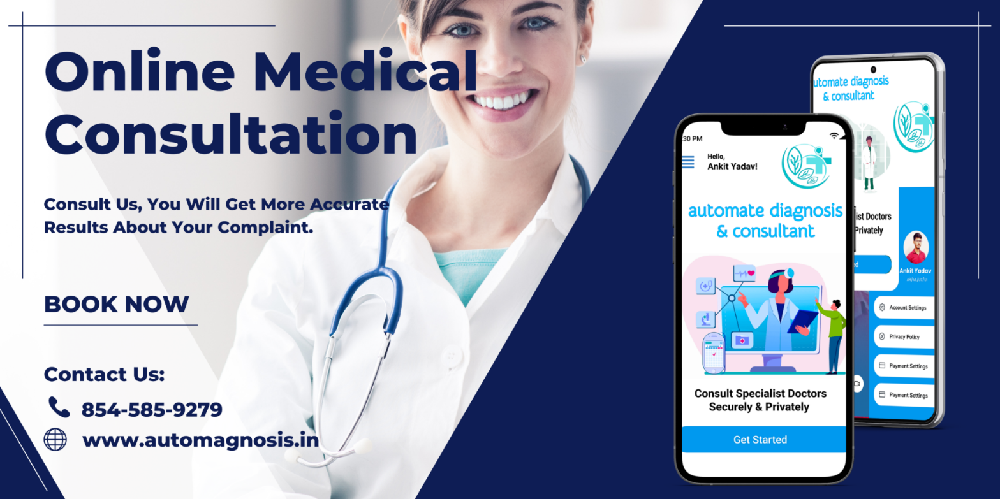 Online Medical
Consultation
Consult Us, You Will Get More Accurate
Results About Your Complaint.
BOOK NOW
Contact Us:
854-585-9279
www.automagnosis.in
:30 PM
Hello,
Ankit Yadav!
automate diagnosis
& consultant
Consult Specialist Doctors
Securely & Privately
Get Started
utomate diagnosis
& consultant
ist Doctors
Privately
ed
Ankit Yadav
Account Settings
Privacy Policy
Payment Settings
Payment Settings